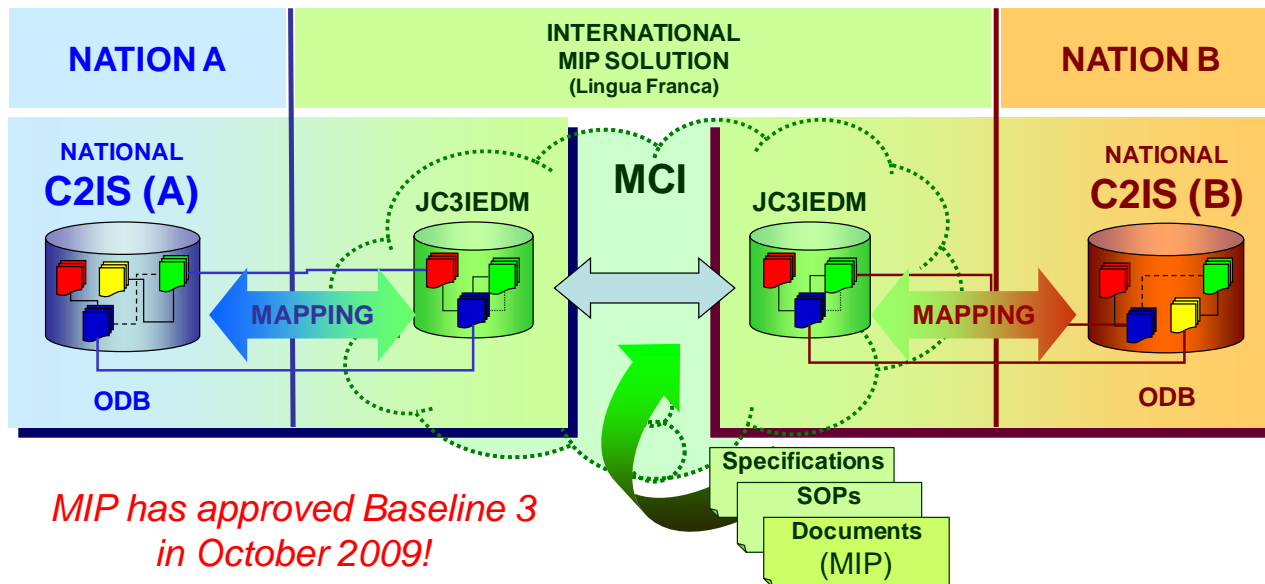 NATION A
INTERNATIONAL
MIP SOLUTION
(Lingua Franca)
NATION B
NATIONAL
C2IS (A)
JC3IEDM
MCI
JC3IEDM
NATIONAL
C2IS (B)
MAPPING
MAPPING
ODB
ODB
Specifications
SOPs
Documents
(MIP)
MIP has approved Baseline 3
in October 2009!